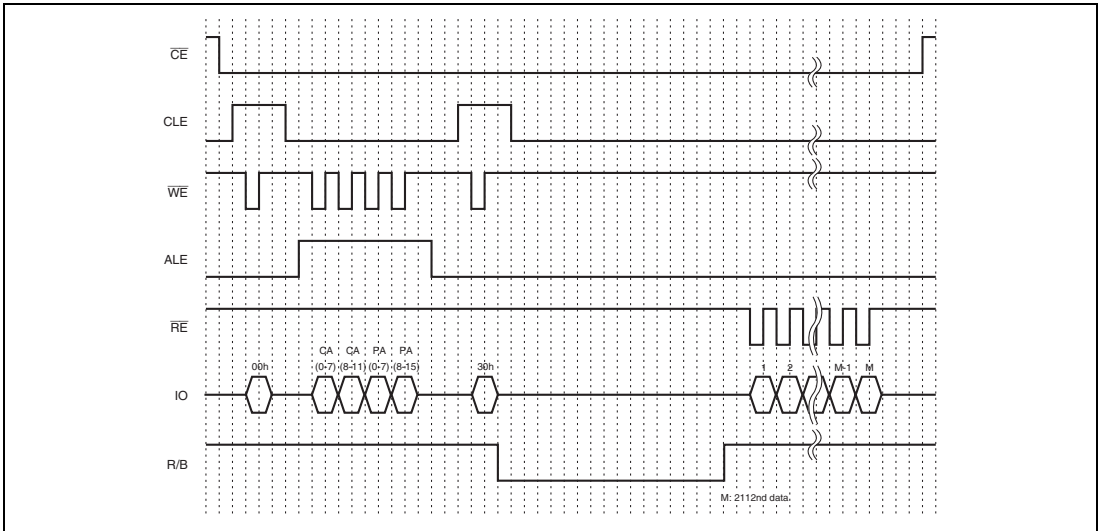 CE
CLE
WE
ALE
RE
CA CA PA PA
00h (0-7) (8-11) (0-7) (8-15) 30h 1 2 M-1 M
IO
R/B
M: 2112nd data